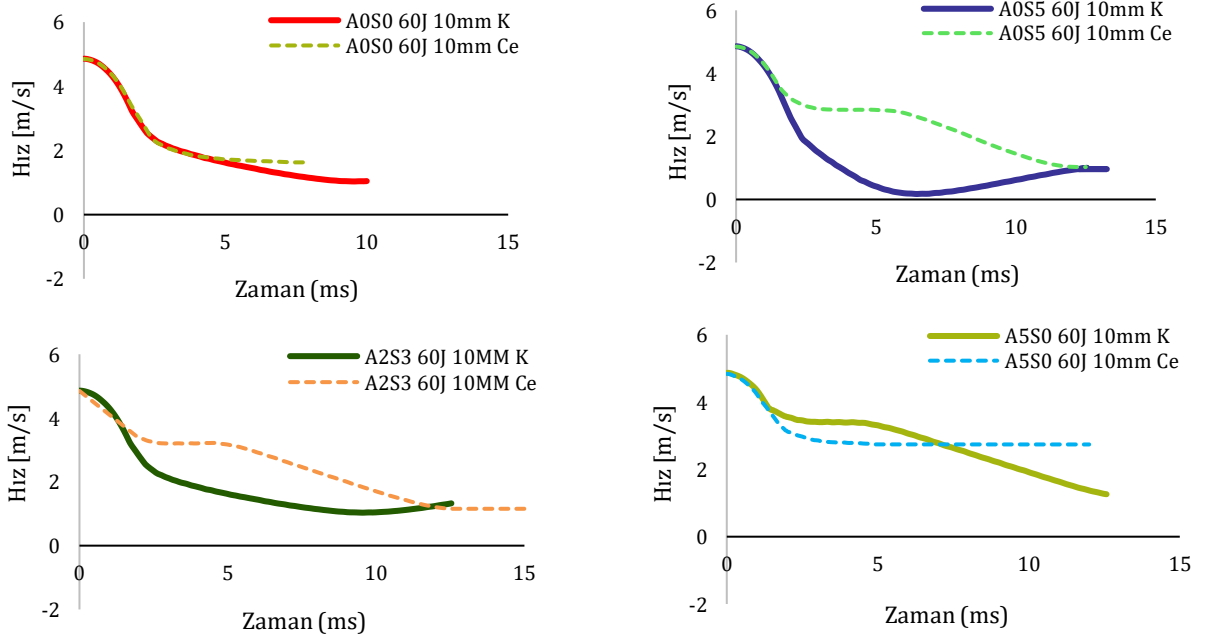 A0S0 60J 10mm K
A0S0 60J 10mm Ce
6
4
2
0
-2
0
5
10
15
Hız [m/s]
Zaman (ms)
A0S5 60J 10mm K
A0S5 60J 10mm Ce
6
4
2
0
-2
0
5
10
15
Hız [m/s]
Zaman (ms)
A2S3 60J 10MM K
A2S3 60J 10MM Ce
6
4
2
0
-2
0
5
10
15
Hız [m/s]
Zaman (ms)
A5S0 60J 10mm K
A5S0 60J 10mm Ce
6
4
2
0
-2
0
5
10
15
Hız [m/s]
Zaman (ms)